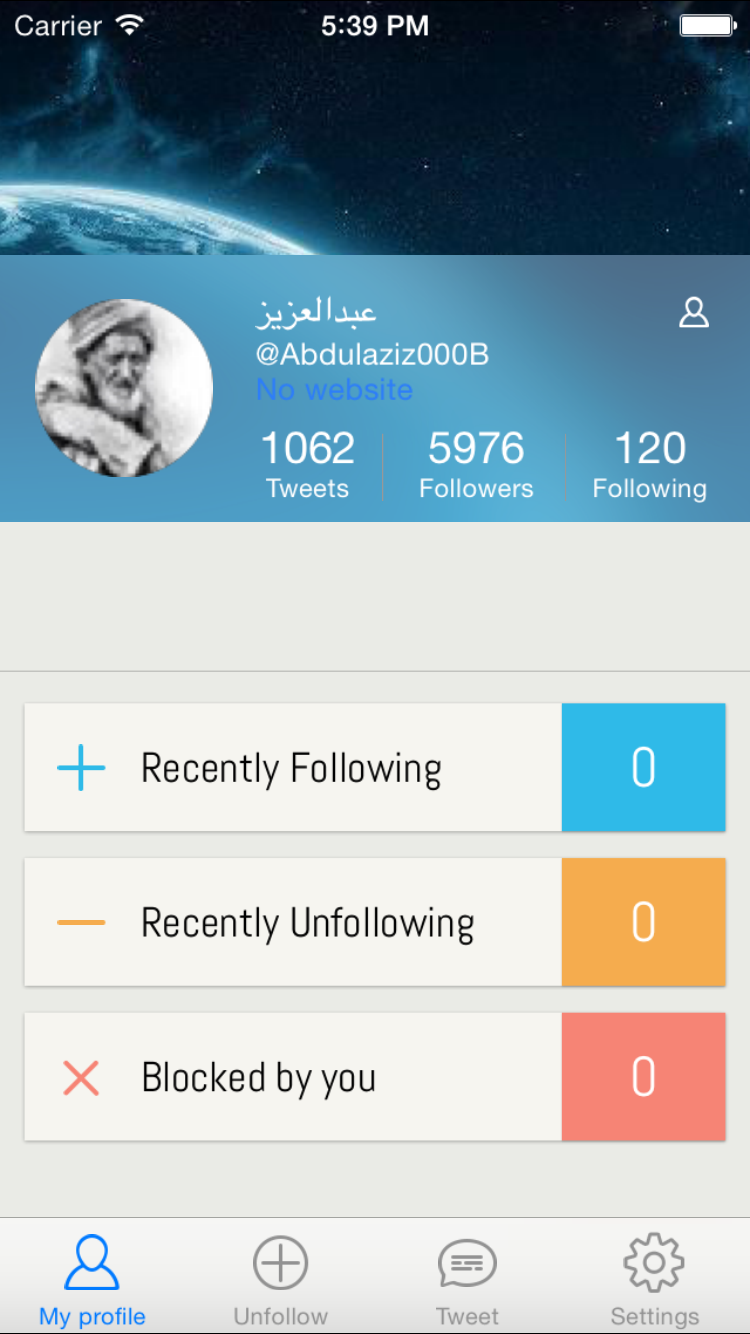 Carrier 5:39 PM
عبدالعزيز
@Abdulaziz000B
No website
1062 5976 120
Tweets Followers Following
Recently Following 0
Recently Unfollowing 0
Blocked by you 0
My profile Unfollow Tweet Settings